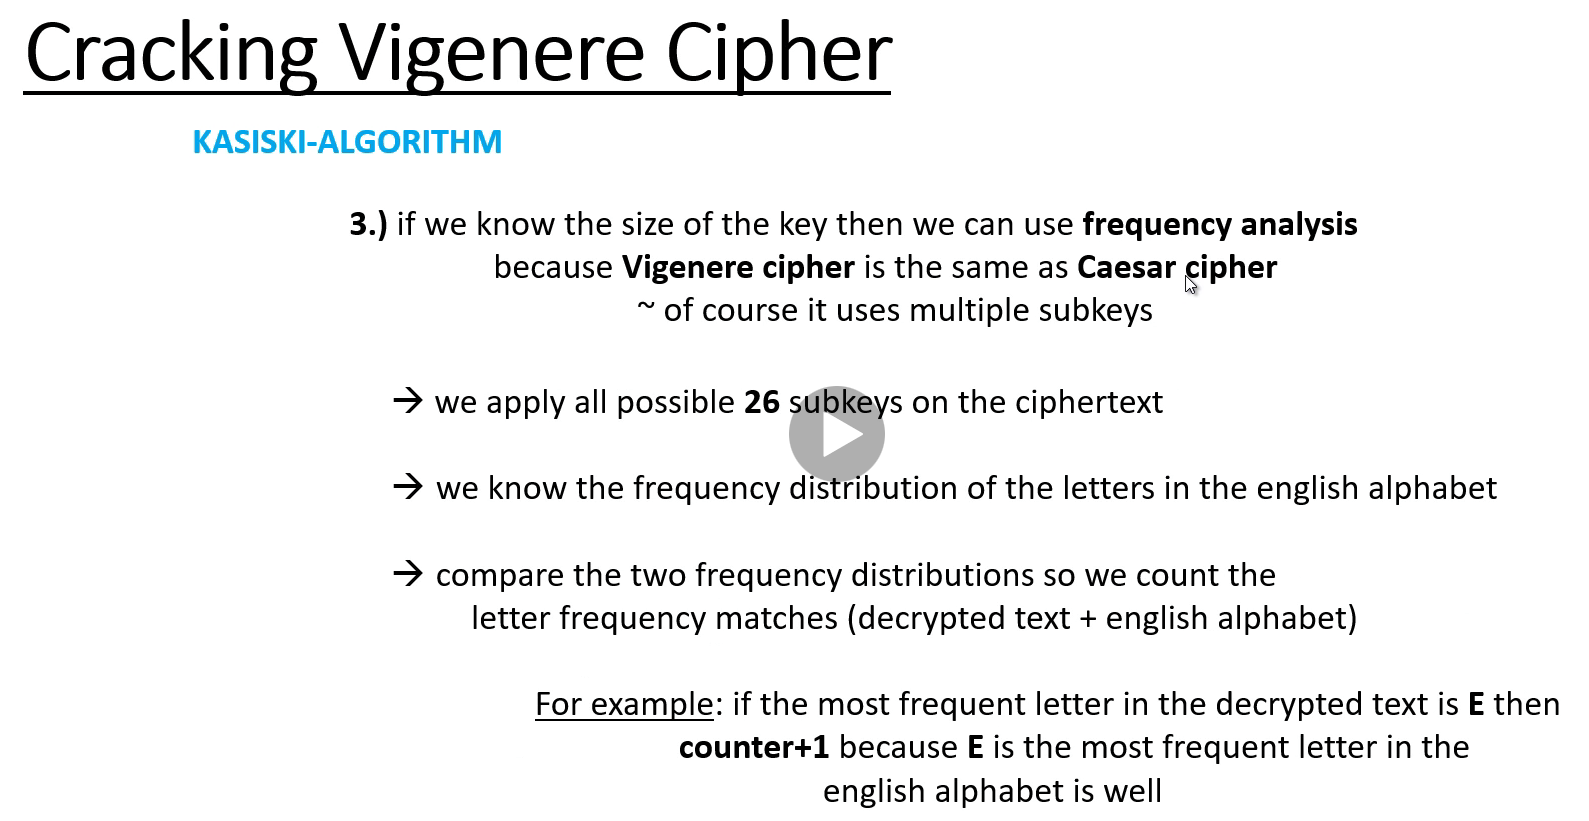 Cracking Vigenere Cipher
KASISKI-ALGORITHM
3.) if we know the size of the key then we can use frequency analysis
because Vigenere cipher is the same as Caesar cipher
~ of course it uses multiple subkeys
→ we apply all possible 26 subkeys on the ciphertext
→ we know the frequency distribution of the letters in the english alphabet
→ compare the two frequency distributions so we count the
letter frequency matches (decrypted text + english alphabet)
For example: if the most frequent letter in the decrypted text is E then
counter+1 because E is the most frequent letter in the
english alphabet is well